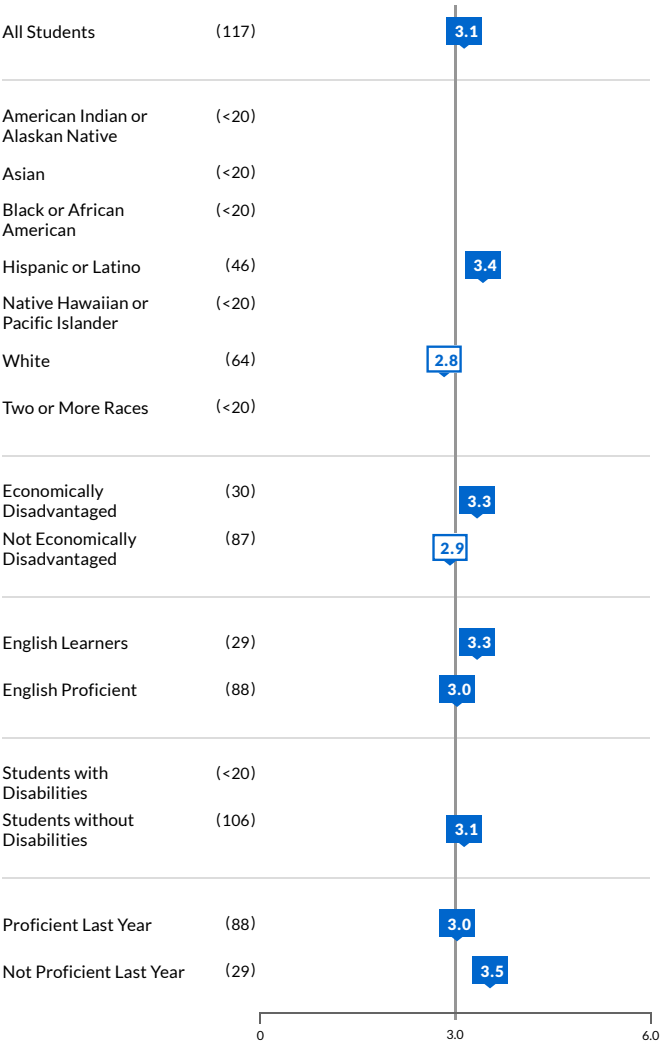 All Students (117) 3.1
American Indian or (<20)
Alaskan Native
Asian (<20)
Black or African (<20)
American
Hispanic or Latino (46) 3.4
Native Hawaiian or (<20)
Pacific Islander
White (64) 2.8
Two or More Races (<20)
Economically (30) 3.3
Disadvantaged
Not Economically (87) 2.9
Disadvantaged
English Learners (29) 3.3
English Proficient (88) 3.0
Students with (<20)
Disabilities
Students without (106) 3.1
Disabilities
Proficient Last Year (88) 3.0
Not Proficient Last Year (29) 3.5
0 3.0 6.0